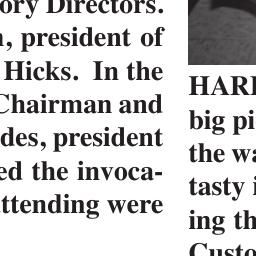 ory Directors.
, president of
Hicks. In the
Chairman and
des, president
ed the invoca-
ttending were
HARI
big pi
the wa
tasty i
ing th
Custo